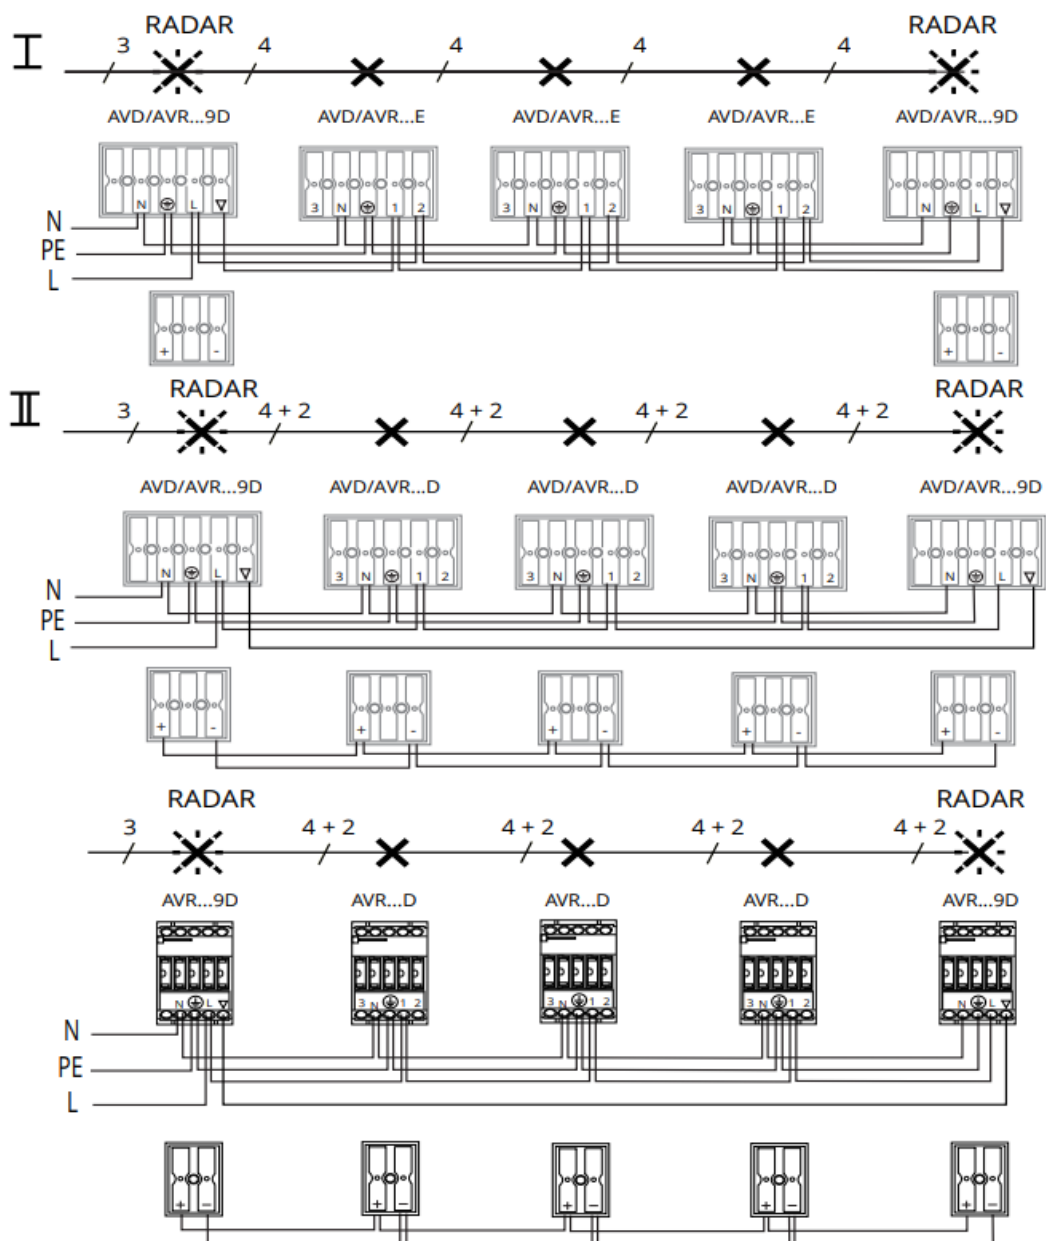 I
RADAR RADAR
3 4 4 4 4
AVD/AVR...9D AVD/AVR...E AVD/AVR...E AVD/AVR...E AVD/AVR...9D
N L 3 N 1 2 3 N 1 2 3 N 1 2 N L
N
PE
L
+ - + -
II
RADAR RADAR
3 4 + 2 4 + 2 4 + 2 4 + 2
AVD/AVR...9D AVD/AVR...D AVD/AVR...D AVD/AVR...D AVD/AVR...9D
N L 3 N 1 2 3 N 1 2 3 N 1 2 N L
N
PE
L
+ - + - + - + - + -
RADAR RADAR
3 4 + 2 4 + 2 4 + 2 4 + 2
AVR...9D AVR...D AVR...D AVR...D AVR...9D
N L 3 N 1 2 3 N 1 2 3 N 1 2 N L
N
PE
L
+ - + - + - + - + -